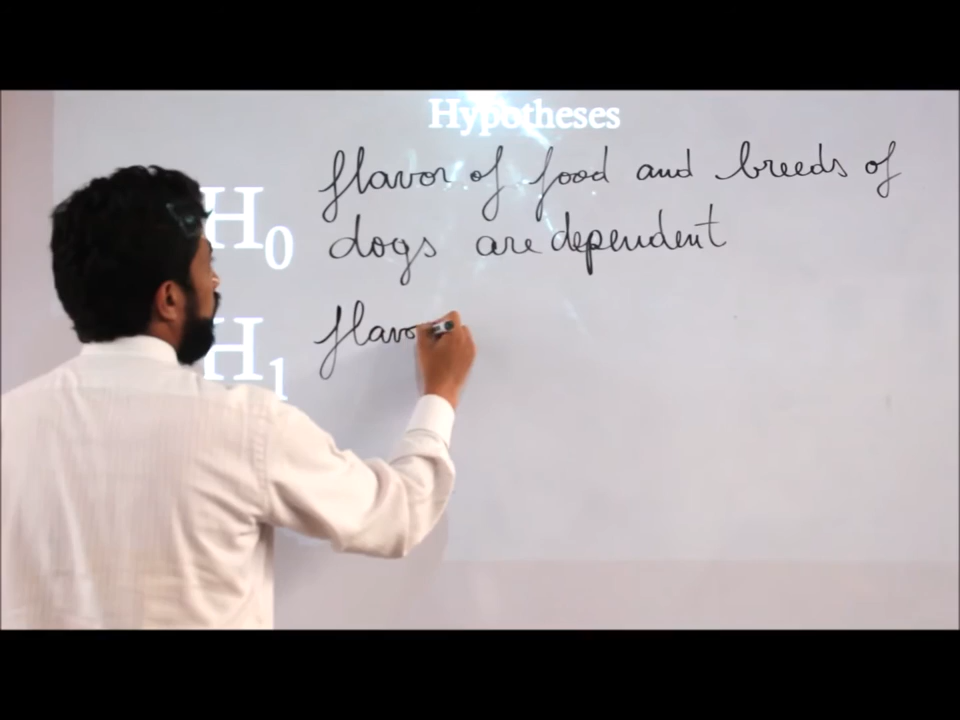 Hypotheses
H0 flavor of food and breeds of
dogs are dependent
H1 flavo